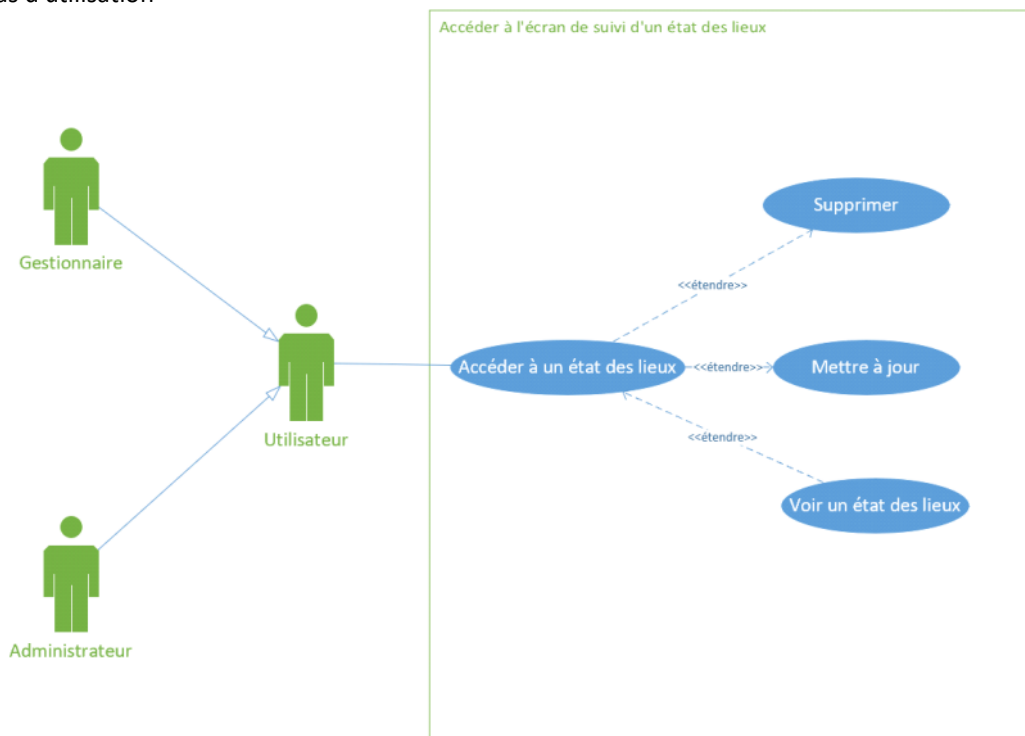 Accéder à l'écran de suivi d'un état des lieux
Gestionnaire
Utilisateur
Administrateur
Accéder à un état des lieux
<<étendre>>
Supprimer
<<étendre>>
Mettre à jour
<<étendre>>
Voir un état des lieux